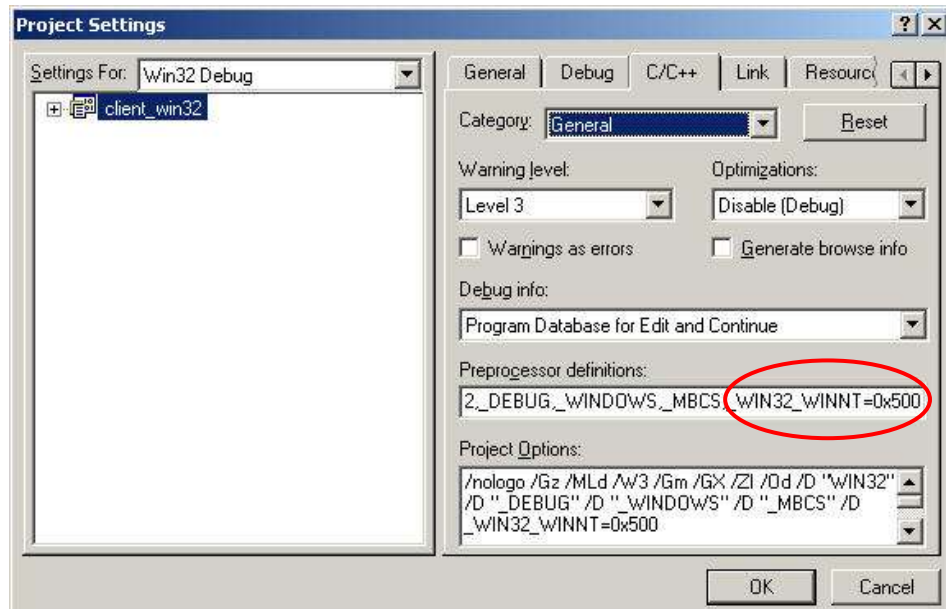 Project Settings
Settings For: Win32 Debug
client_win32
General Debug C/C++ Link Resourc
Category: General Reset
Warning level: Optimizations:
Level 3 Disable (Debug)
Warnings as errors Generate browse info
Debug info:
Program Database for Edit and Continue
Preprocessor definitions:
2,_DEBUG,_WINDOWS,_MBCS,_WIN32_WINNT=0x500
Project Options:
/nologo /Gz /MLd /W3 /Gm /GX /ZI /Od /D "WIN32"
/D "_DEBUG" /D "_WINDOWS" /D "_MBCS" /D
_WIN32_WINNT=0x500
OK Cancel